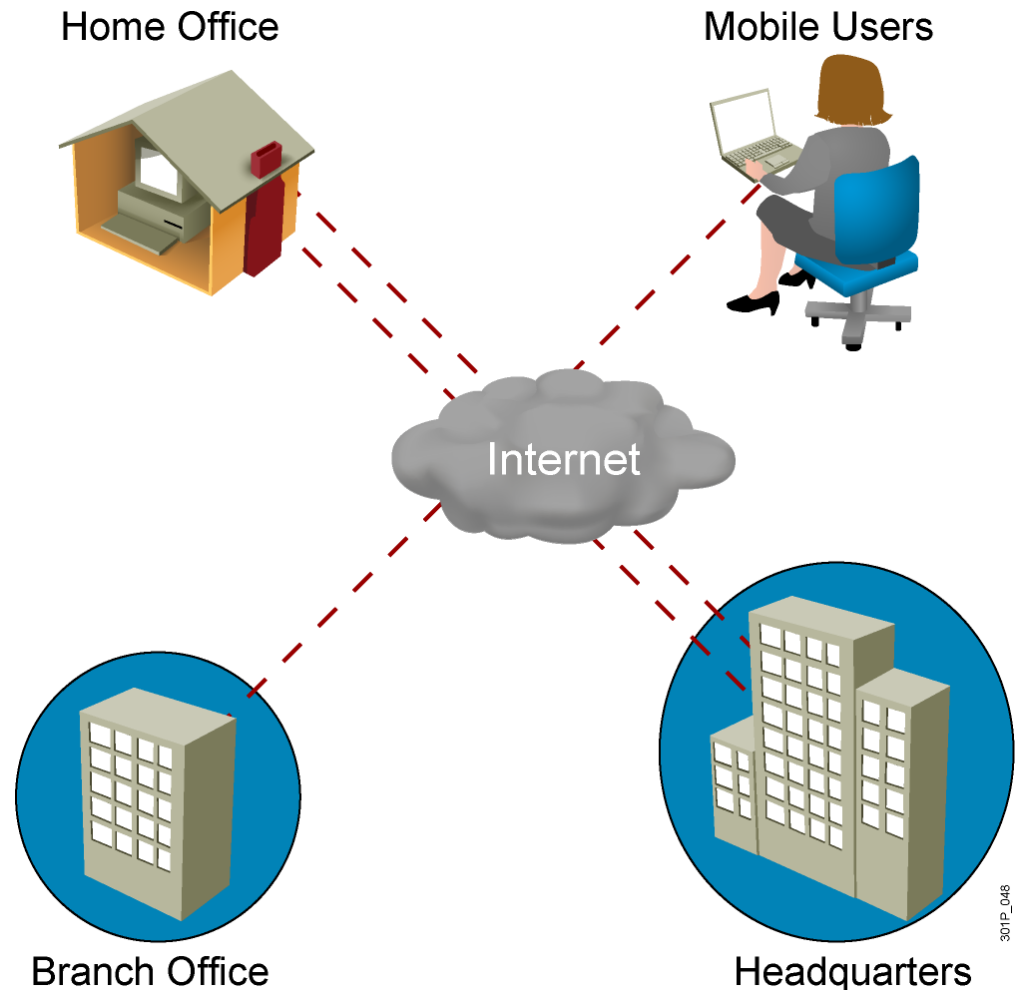 Home Office
Mobile Users
Internet
301P_048
Branch Office
Headquarters